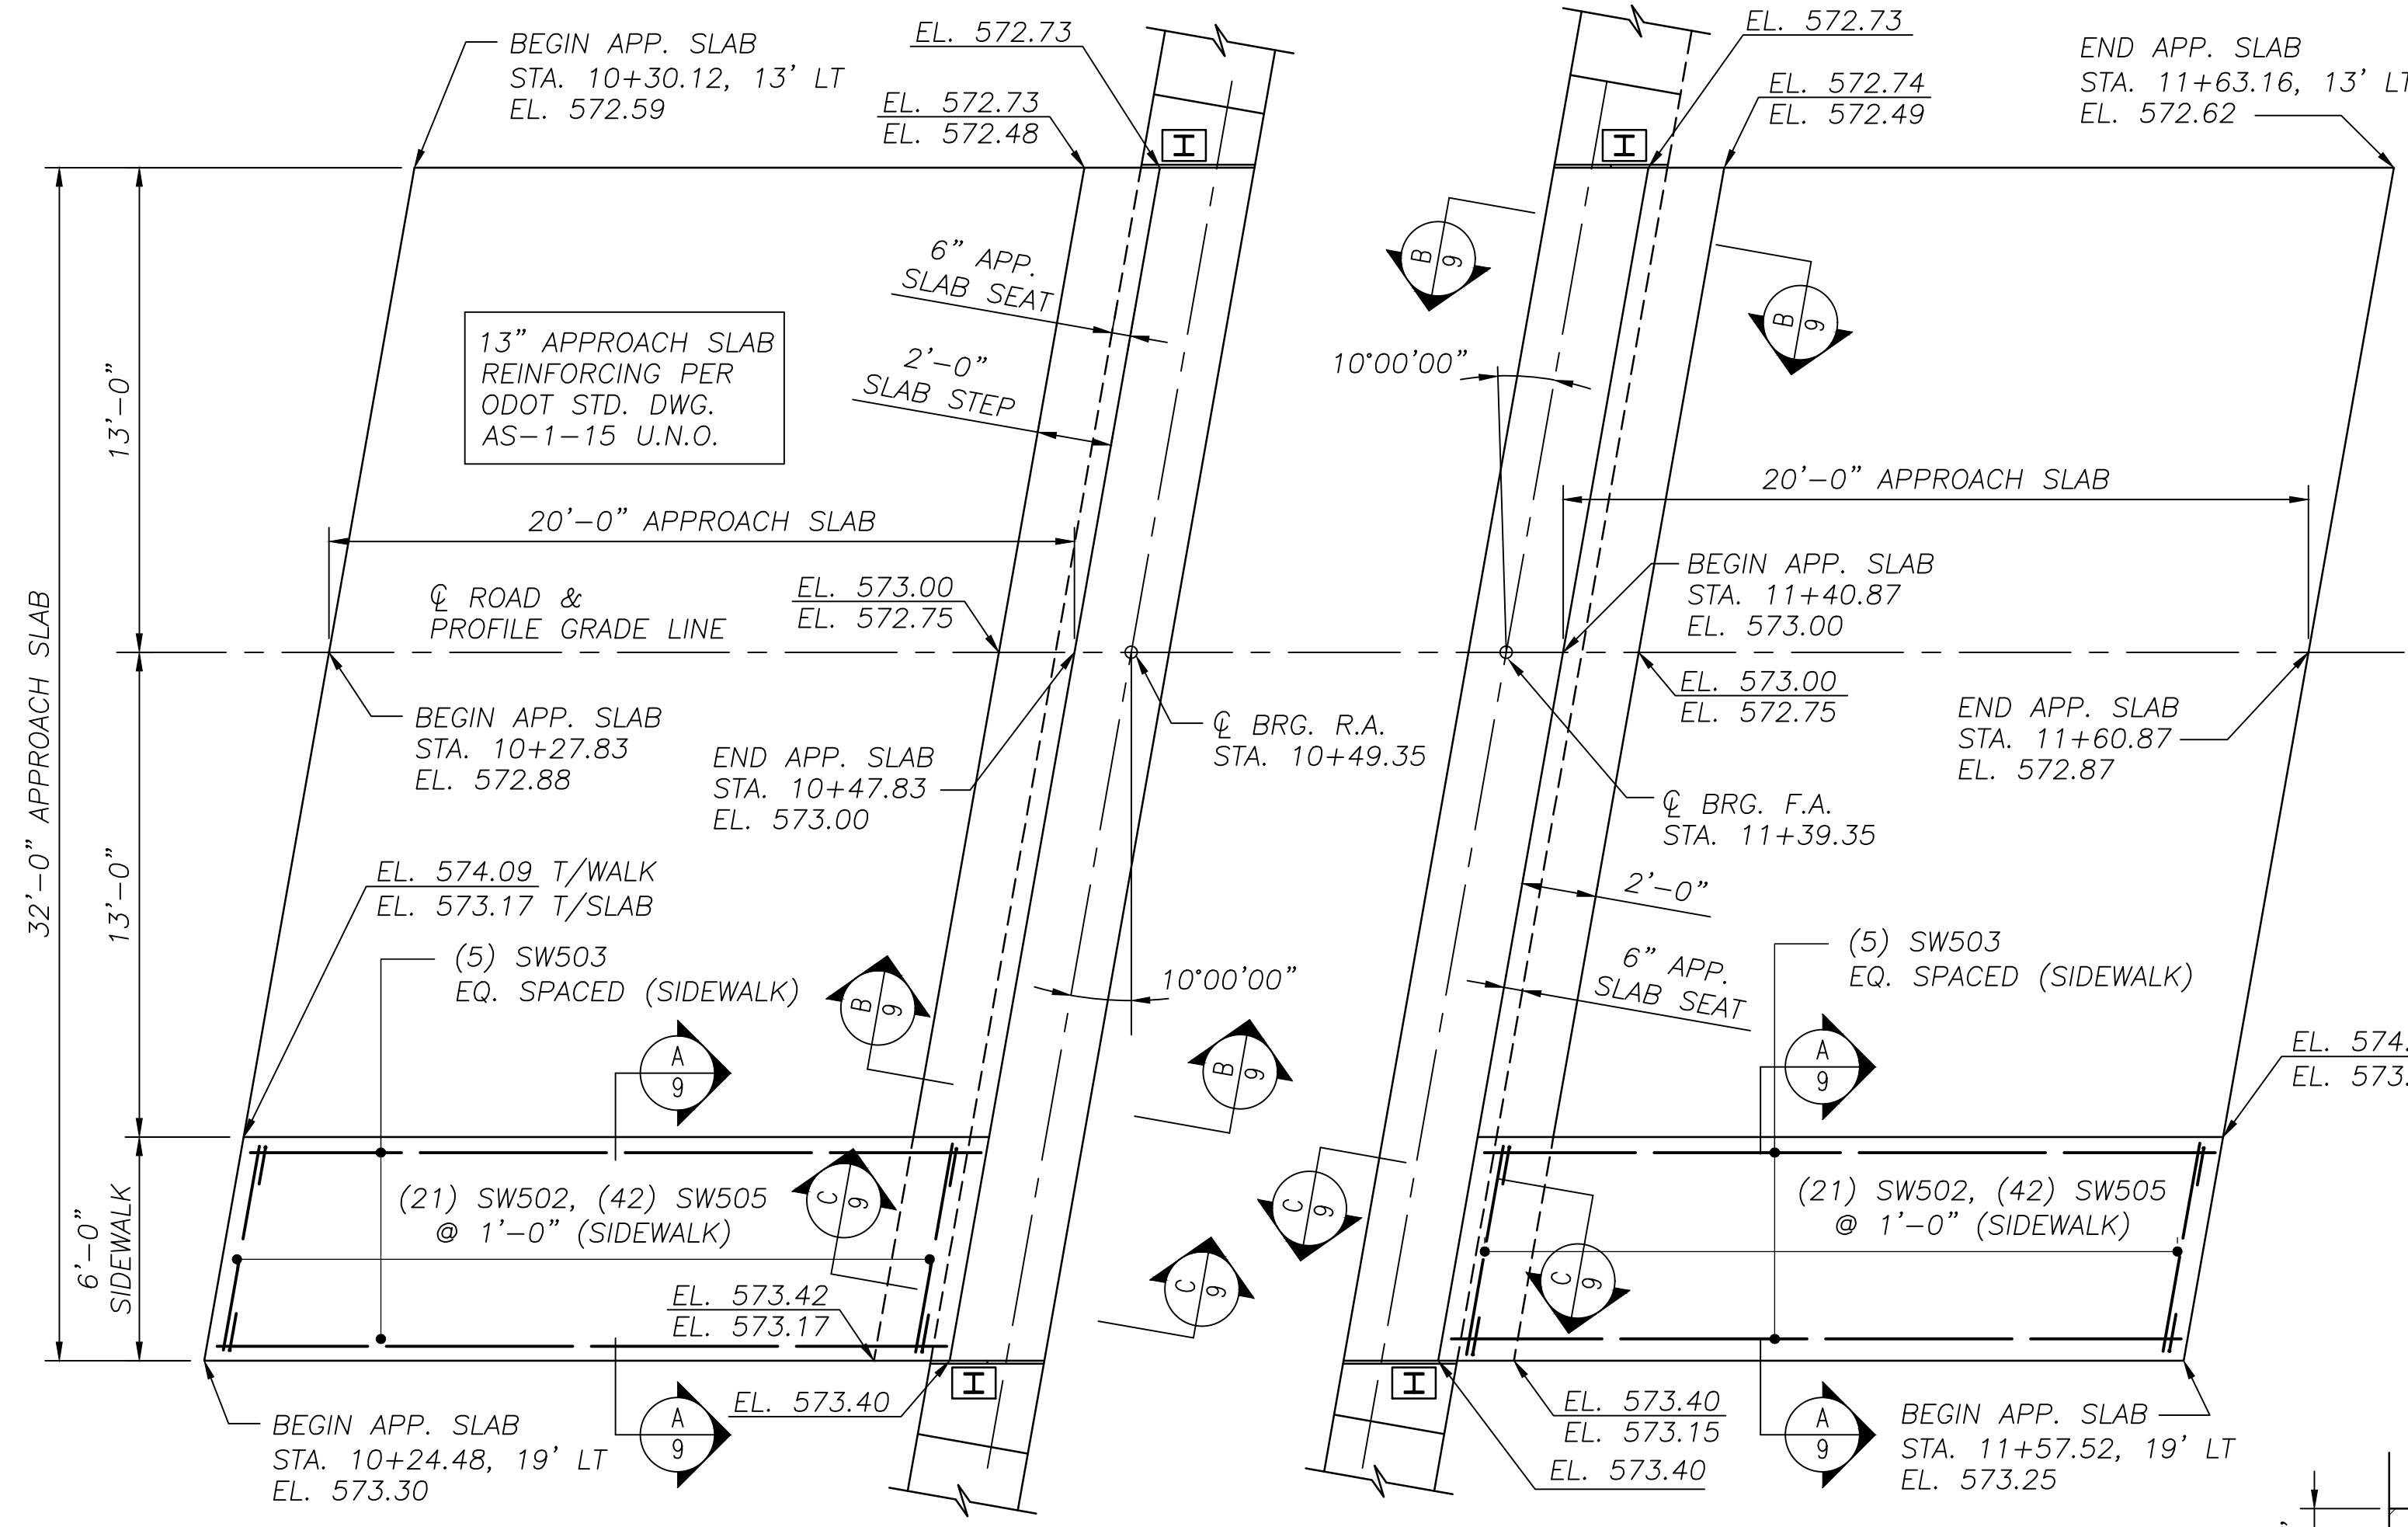 BEGIN APP. SLAB
STA. 10+30.12, 13' LT
EL. 572.59
EL. 572.73
EL. 572.73
EL. 572.48
EL. 572.73
EL. 572.74
EL. 572.49
END APP. SLAB
STA. 11+63.16, 13' LT
EL. 572.62
I
I
13'-0"
32'-0" APPROACH SLAB
13'-0"
6'-0"
SIDEWALK
13" APPROACH SLAB
REINFORCING PER
ODOT STD. DWG.
AS-1-15 U.N.O.
6" APP.
SLAB SEAT
2'-0"
SLAB STEP
B
9
B
9
10°00'00"
20'-0" APPROACH SLAB
20'-0" APPROACH SLAB
℄ ROAD &
PROFILE GRADE LINE
EL. 573.00
EL. 572.75
BEGIN APP. SLAB
STA. 11+40.87
EL. 573.00
EL. 573.00
EL. 572.75
BEGIN APP. SLAB
STA. 10+27.83
EL. 572.88
END APP. SLAB
STA. 10+47.83
EL. 573.00
℄ BRG. R.A.
STA. 10+49.35
℄ BRG. F.A.
STA. 11+39.35
END APP. SLAB
STA. 11+60.87
EL. 572.87
EL. 574.09 T/WALK
EL. 573.17 T/SLAB
(5) SW503
EQ. SPACED (SIDEWALK)
2'-0"
6" APP.
SLAB SEAT
(5) SW503
EQ. SPACED (SIDEWALK)
10°00'00"
B
9
B
9
A
9
A
9
EL. 574.
EL. 573.
(21) SW502, (42) SW505
@ 1'-0" (SIDEWALK)
C
9
C
9
C
9
C
9
(21) SW502, (42) SW505
@ 1'-0" (SIDEWALK)
EL. 573.42
EL. 573.17
EL. 573.40
I
I
A
9
A
9
BEGIN APP. SLAB
STA. 10+24.48, 19' LT
EL. 573.30
EL. 573.40
EL. 573.15
EL. 573.40
BEGIN APP. SLAB
STA. 11+57.52, 19' LT
EL. 573.25